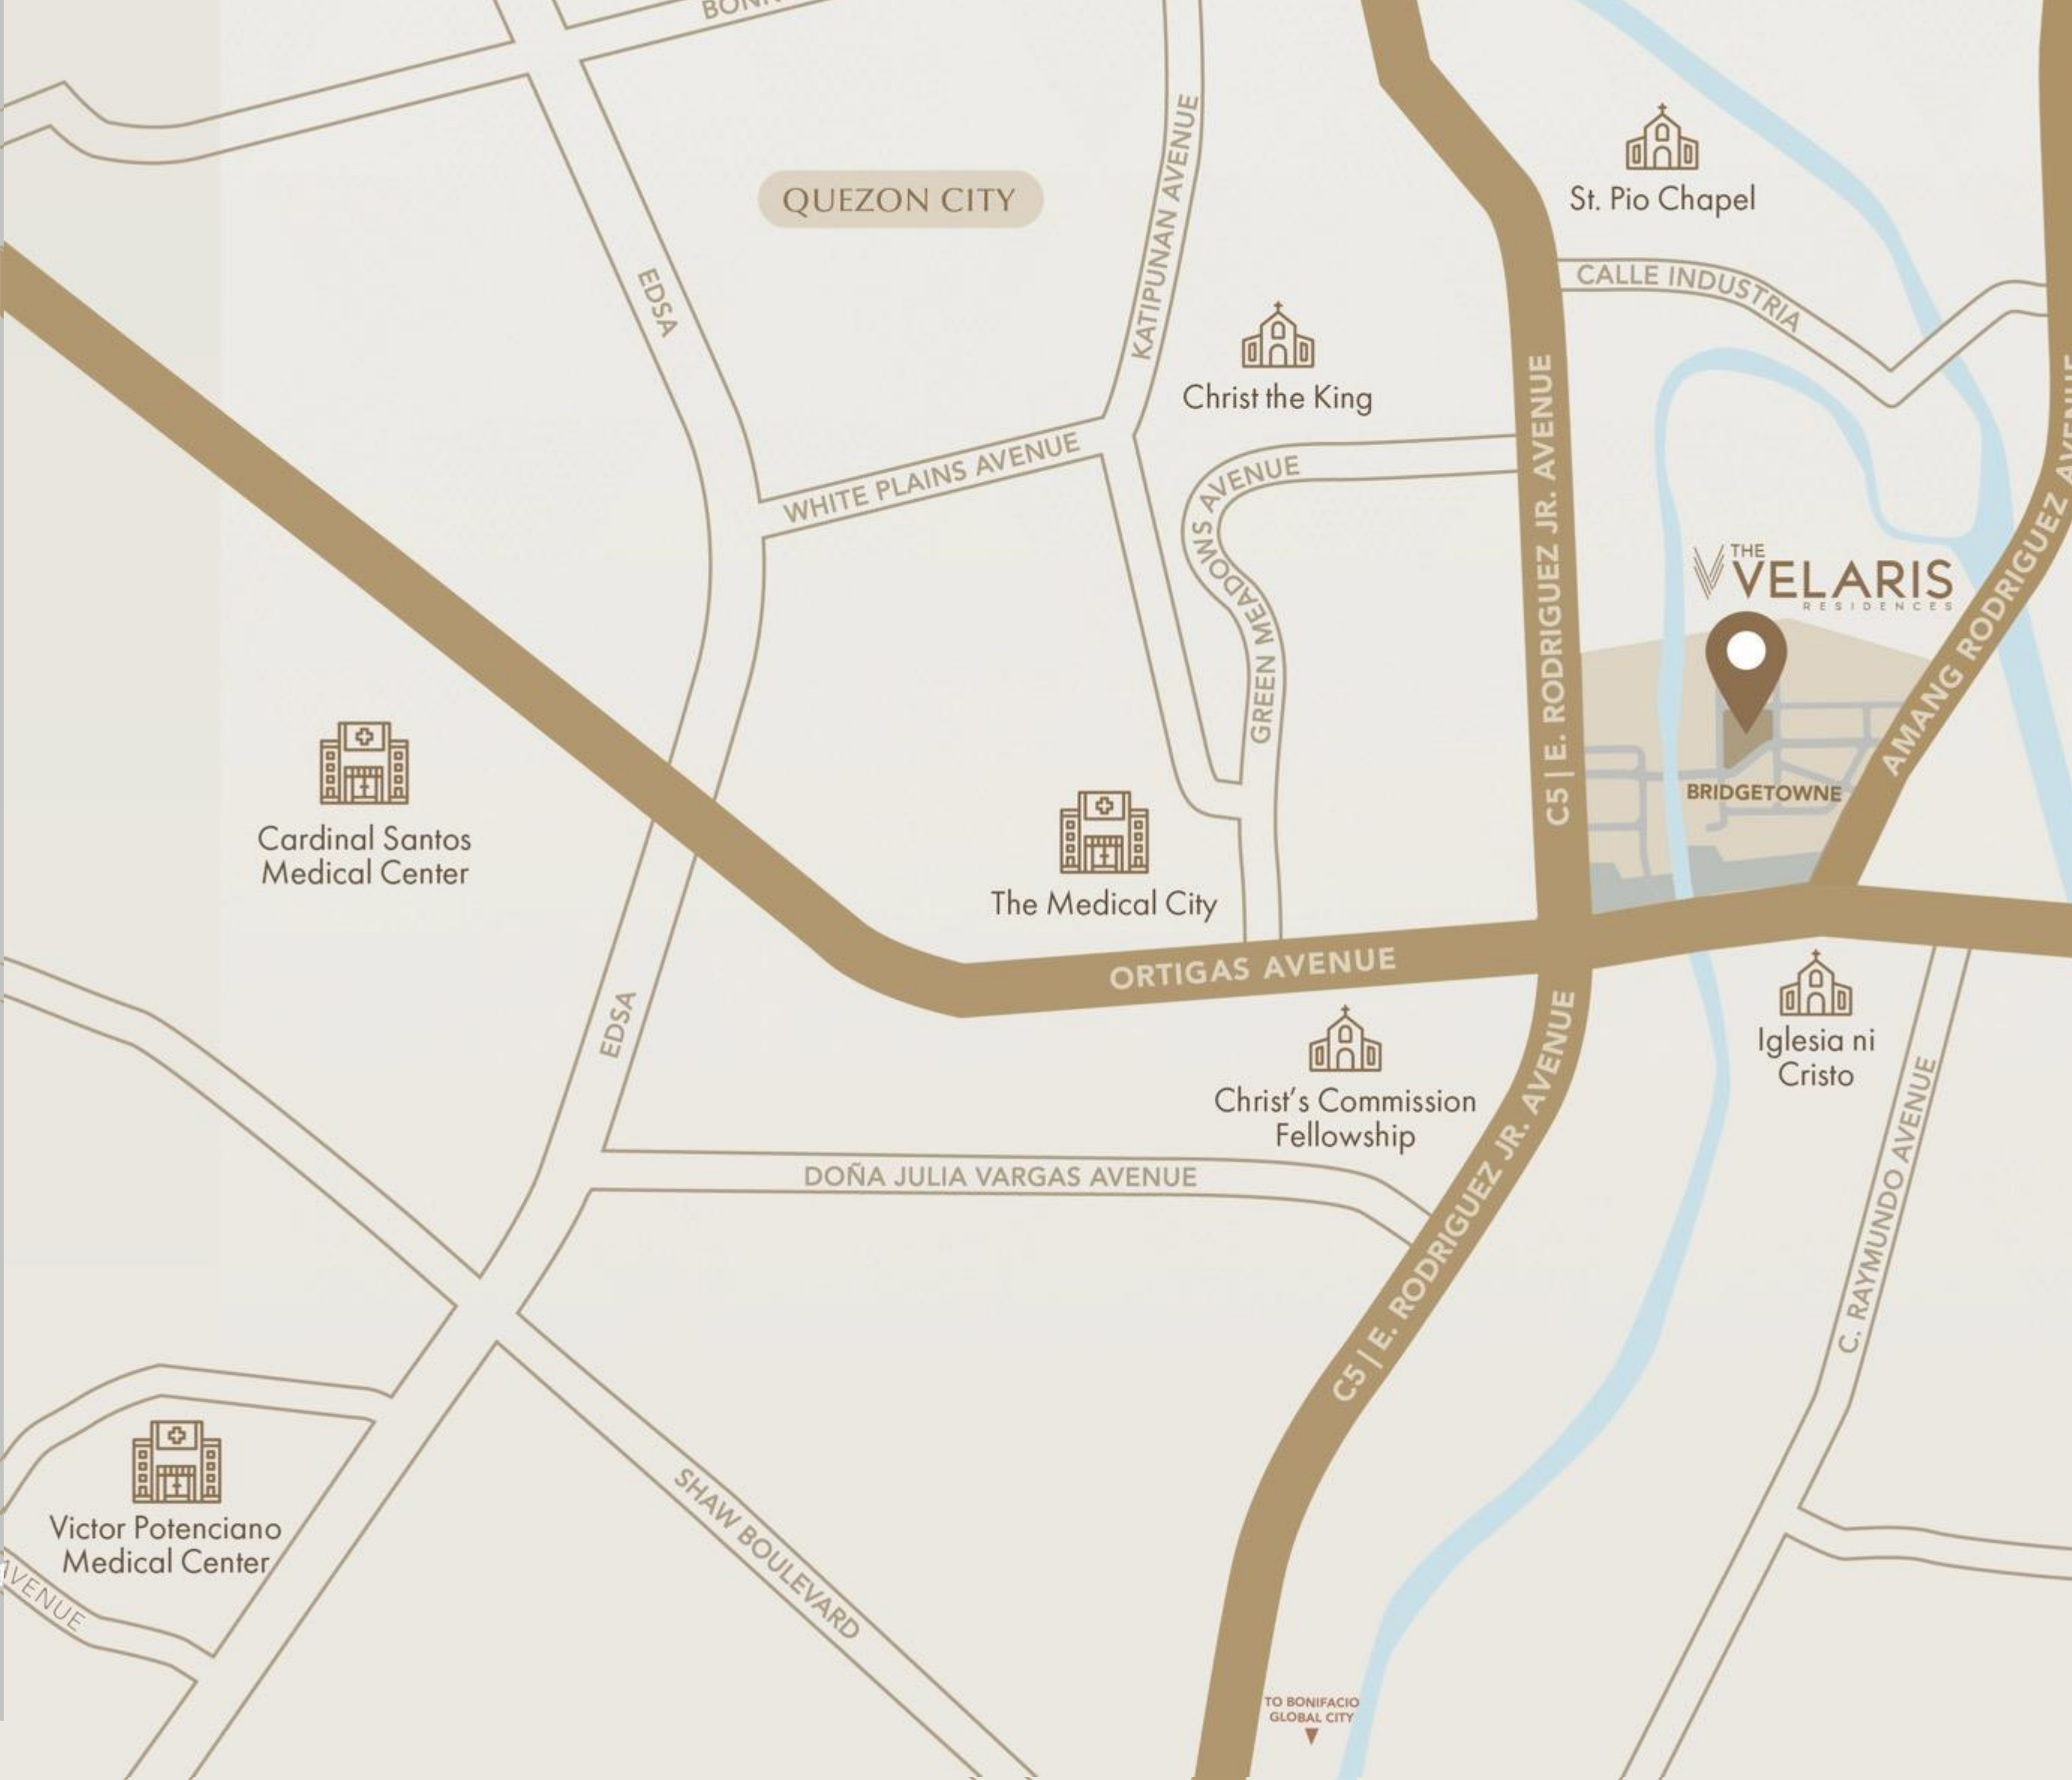 QUEZON CITY
KATIPUNAN AVENUE
St. Pio Chapel
CALLE INDUSTRIA
EDSA
Christ the King
WHITE PLAINS AVENUE
GREEN MEADOWS AVENUE
C5 | E. RODRIGUEZ JR. AVENUE
THE
VELARIS
RESIDENCES
AMANG RODRIGUEZ AVENUE
BRIDGETOWNE
Cardinal Santos
Medical Center
The Medical City
ORTIGAS AVENUE
EDSA
Christ's Commission
Fellowship
Iglesia ni
Cristo
C5 | E. RODRIGUEZ JR. AVENUE
C. RAYMUNDO AVENUE
DOÑA JULIA VARGAS AVENUE
SHAW BOULEVARD
Victor Potenciano
Medical Center
AVENUE
TO BONIFACIO
GLOBAL CITY